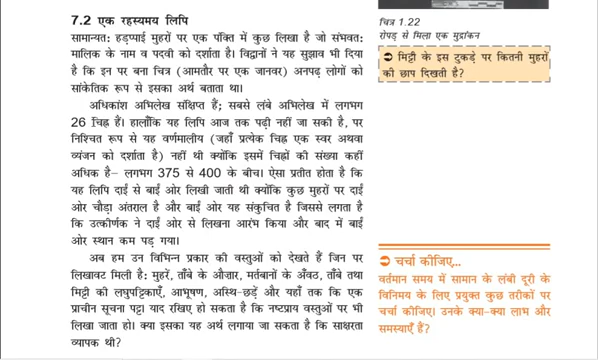 7.2 एक रहस्यमय लिपि
सामान्यत: हड़प्पाई मुहरों पर एक पंक्ति में कुछ लिखा है जो संभवत:
मालिक के नाम व पदवी को दर्शाता है। विद्वानों ने यह सुझाव भी दिया
है कि इन पर बना चित्र (आमतौर पर एक जानवर) अनपढ़ लोगों को
सांकेतिक रूप से इसका अर्थ बताता था।
अधिकांश अभिलेख संक्षिप्त हैं; सबसे लंबे अभिलेख में लगभग
26 चिह्न हैं। हालाँकि यह लिपि आज तक पढ़ी नहीं जा सकी है, पर
निश्चित रूप से यह वर्णमालीय (जहाँ प्रत्येक चिह्न एक स्वर अथवा
व्यंजन को दर्शाता है) नहीं थी क्योंकि इसमें चिह्नों की संख्या कहीं
अधिक है– लगभग 375 से 400 के बीच। ऐसा प्रतीत होता है कि
यह लिपि दाईं से बाईं ओर लिखी जाती थी क्योंकि कुछ मुहरों पर दाईं
ओर चौड़ा अंतराल है और बाईं ओर यह संकुचित है जिससे लगता है
कि उत्कीर्णक ने दाईं ओर से लिखना आरंभ किया और बाद में बाईं
ओर स्थान कम पड़ गया।
अब हम उन विभिन्न प्रकार की वस्तुओं को देखते हैं जिन पर
लिखावट मिली है: मुहरें, ताँबे के औज़ार, मर्तबानों के अँवठ, ताँबे तथा
मिट्टी की लघुपट्टिकाएँ, आभूषण, अस्थि-छड़ें और यहाँ तक कि एक
प्राचीन सूचना पट्ट! याद रखिए हो सकता है कि नष्टप्राय वस्तुओं पर भी
लिखा जाता हो। क्या इसका यह अर्थ लगाया जा सकता है कि साक्षरता
व्यापक थी?
चित्र 1.22
रोपड़ से मिला एक मुद्रांकन
➲ मिट्टी के इस टुकड़े पर कितनी मुहरों
की छाप दिखती है?
➲ चर्चा कीजिए...
वर्तमान समय में सामान के लंबी दूरी के
विनिमय के लिए प्रयुक्त कुछ तरीकों पर
चर्चा कीजिए। उनके क्या-क्या लाभ और
समस्याएँ हैं?